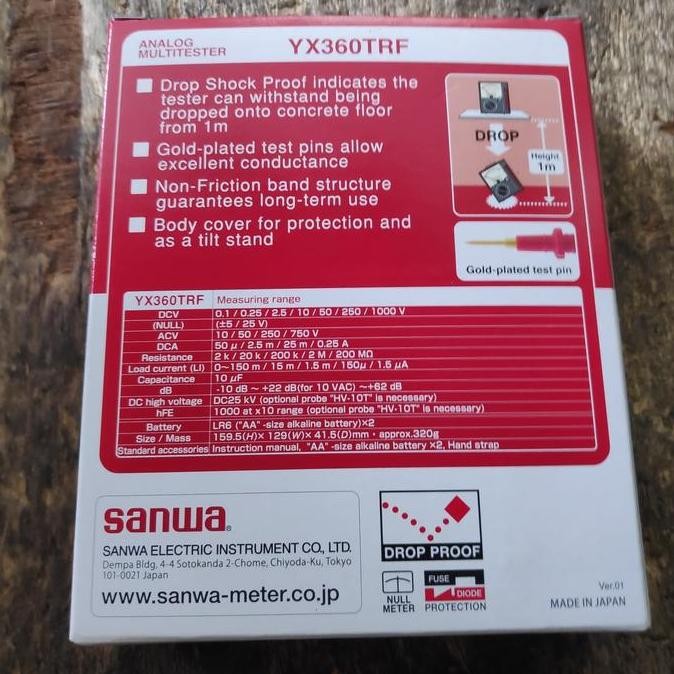 ANALOG
MULTITESTER
YX360TRF
Drop Shock Proof indicates the
tester can withstand being
dropped onto concrete floor
from 1m
Gold-plated test pins allow
excellent conductance
Non-Friction band structure
guarantees long-term use
Body cover for protection and
as a tilt stand
DROP
Height
1m
Gold-plated test pin
YX360TRF Measuring range
DCV 0.1 / 0.25 / 2.5 / 10 / 50 / 250 / 1000 V
(NULL) (±5 / 25 V)
ACV 10 / 50 / 250 / 750 V
DCA 50 μ / 2.5 m / 25 m / 0.25 A
Resistance 2 k / 20 k / 200 k / 2 M / 200 MΩ
Load current (LI) 0~150 m / 15 m / 1.5 m / 150μ / 1.5 μA
Capacitance 10 μF
dB -10 dB ~ +22 dB(for 10 VAC) ~+62 dB
DC high voltage DC25 kV (optional probe "HV-10T" is necessary)
hFE 1000 at x10 range (optional probe "HV-10T" is necessary)
Battery LR6 ("AA" -size alkaline battery)×2
Size / Mass 159.5(H)× 129(W)× 41.5(D)mm · approx.320g
Standard accessories Instruction manual, "AA" -size alkaline battery ×2, Hand strap
sanwa®
SANWA ELECTRIC INSTRUMENT CO., LTD.
Dempa Bldg, 4-4 Sotokanda 2-Chome, Chiyoda-Ku, Tokyo
101-0021 Japan
www.sanwa-meter.co.jp
DROP PROOF
NULL
METER
FUSE
DIODE
PROTECTION
Ver.01
MADE IN JAPAN